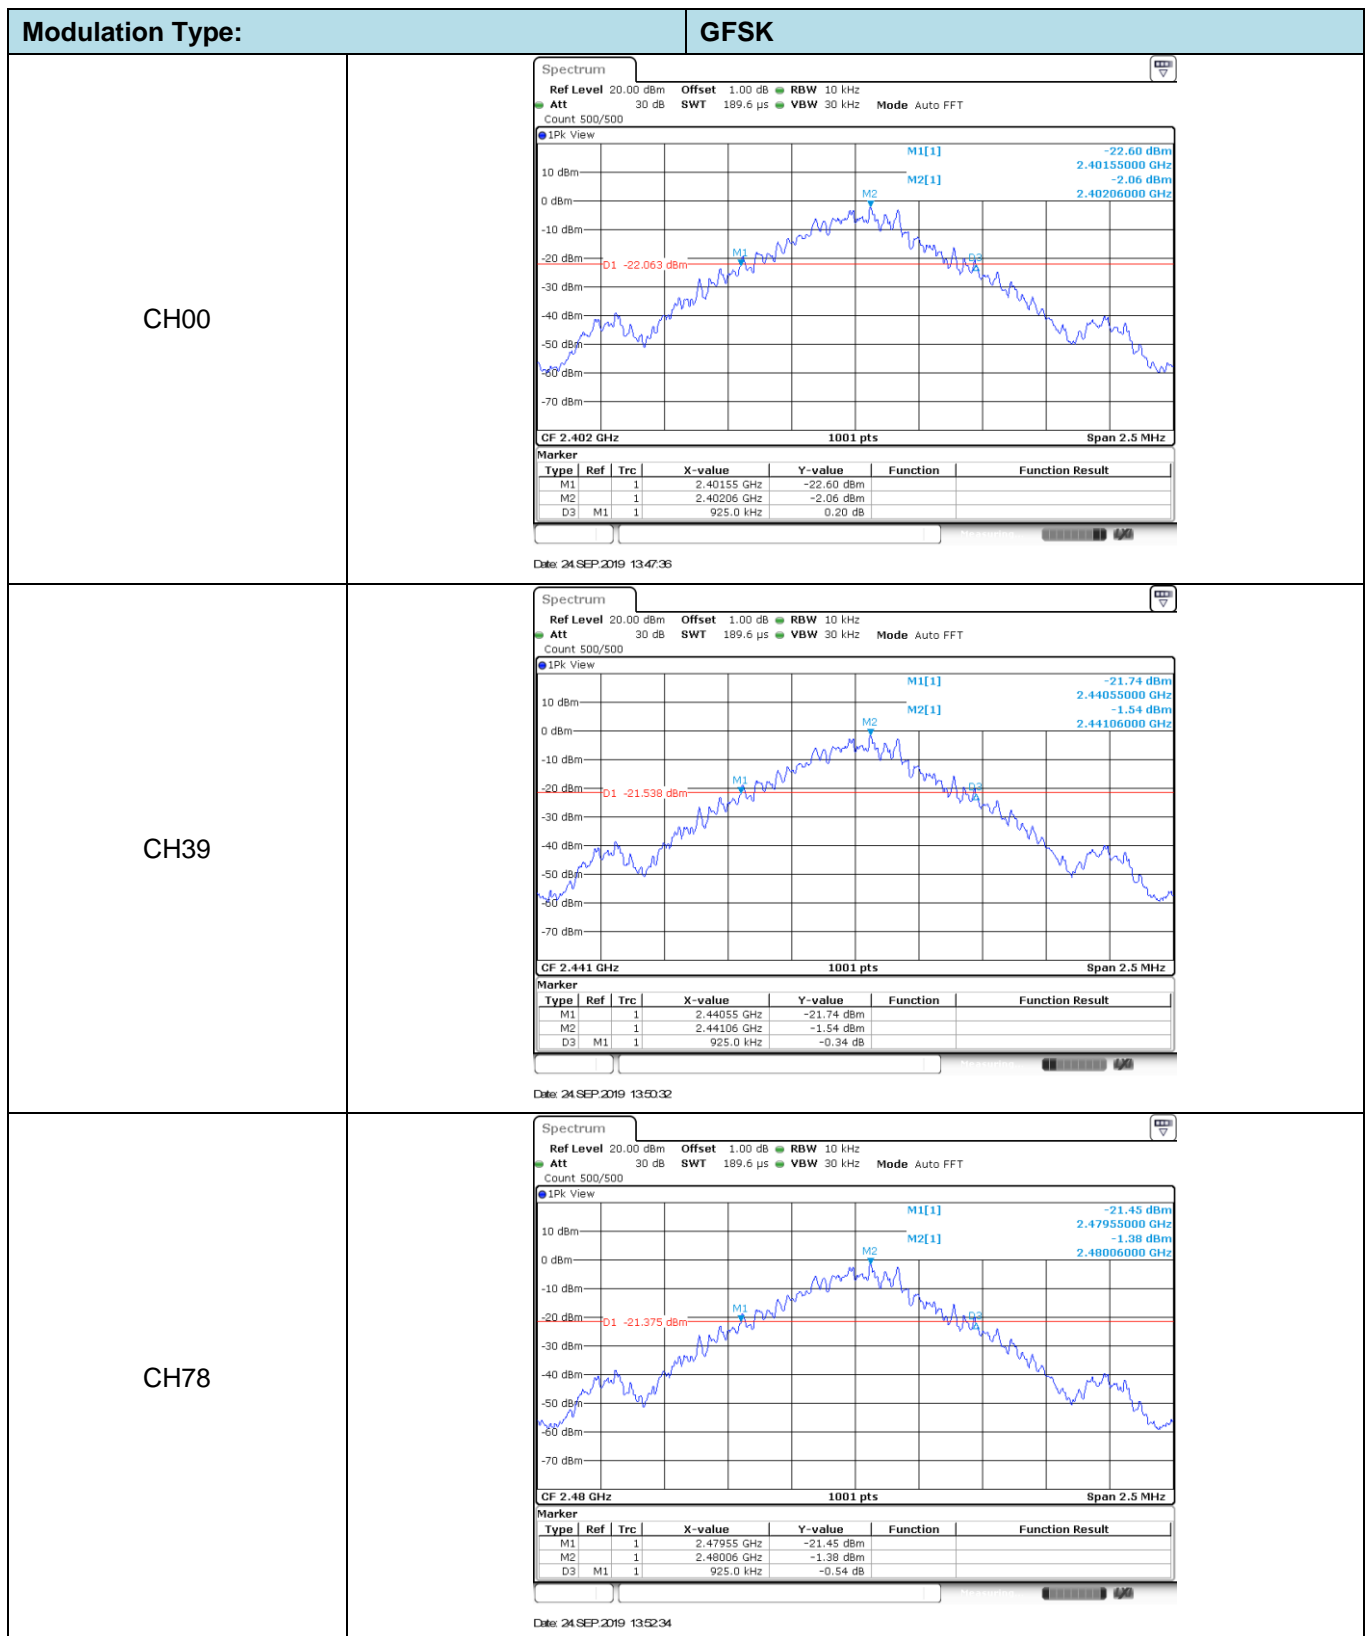 Modulation Type: GFSK
CH00
Spectrum
Ref Level 20.00 dBm Offset 1.00 dB RBW 10 kHz
Att 30 dB SWT 189.6 µs VBW 30 kHz Mode Auto FFT
Count 500/500
1Pk View
M1[1] -22.60 dBm
2.40155000 GHz
10 dBm
M2[1] -2.06 dBm
2.40206000 GHz
M2
0 dBm
-10 dBm
M1
D3
-20 dBm
D1 -22.063 dBm
-30 dBm
-40 dBm
-50 dBm
-60 dBm
-70 dBm
CF 2.402 GHz 1001 pts Span 2.5 MHz
Marker
Type Ref Trc X-value Y-value Function Function Result
M1 1 2.40155 GHz -22.60 dBm
M2 1 2.40206 GHz -2.06 dBm
D3 M1 1 925.0 kHz 0.20 dB
Measuring...
Date: 24.SEP.2019 13:47:36
CH39
Spectrum
Ref Level 20.00 dBm Offset 1.00 dB RBW 10 kHz
Att 30 dB SWT 189.6 µs VBW 30 kHz Mode Auto FFT
Count 500/500
1Pk View
M1[1] -21.74 dBm
2.44055000 GHz
10 dBm
M2[1] -1.54 dBm
2.44106000 GHz
M2
0 dBm
-10 dBm
M1
D3
-20 dBm
D1 -21.538 dBm
-30 dBm
-40 dBm
-50 dBm
-60 dBm
-70 dBm
CF 2.441 GHz 1001 pts Span 2.5 MHz
Marker
Type Ref Trc X-value Y-value Function Function Result
M1 1 2.44055 GHz -21.74 dBm
M2 1 2.44106 GHz -1.54 dBm
D3 M1 1 925.0 kHz -0.34 dB
Measuring...
Date: 24.SEP.2019 13:50:32
CH78
Spectrum
Ref Level 20.00 dBm Offset 1.00 dB RBW 10 kHz
Att 30 dB SWT 189.6 µs VBW 30 kHz Mode Auto FFT
Count 500/500
1Pk View
M1[1] -21.45 dBm
2.47955000 GHz
10 dBm
M2[1] -1.38 dBm
2.48006000 GHz
M2
0 dBm
-10 dBm
M1
D3
-20 dBm
D1 -21.375 dBm
-30 dBm
-40 dBm
-50 dBm
-60 dBm
-70 dBm
CF 2.48 GHz 1001 pts Span 2.5 MHz
Marker
Type Ref Trc X-value Y-value Function Function Result
M1 1 2.47955 GHz -21.45 dBm
M2 1 2.48006 GHz -1.38 dBm
D3 M1 1 925.0 kHz -0.54 dB
Measuring...
Date: 24.SEP.2019 13:52:34